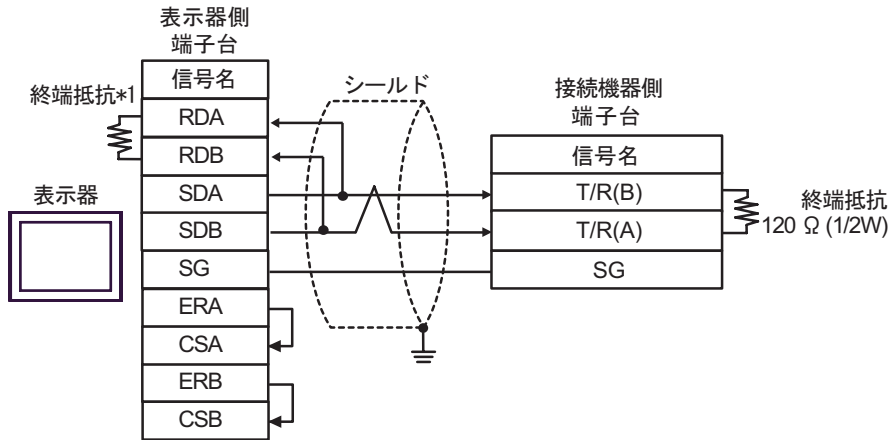 表示器側
端子台
信号名
終端抵抗*1
RDA
RDB
SDA
SDB
SG
ERA
CSA
ERB
CSB
表示器
シールド
接続機器側
端子台
信号名
T/R(B)
T/R(A)
SG
終端抵抗
120 Ω (1/2W)